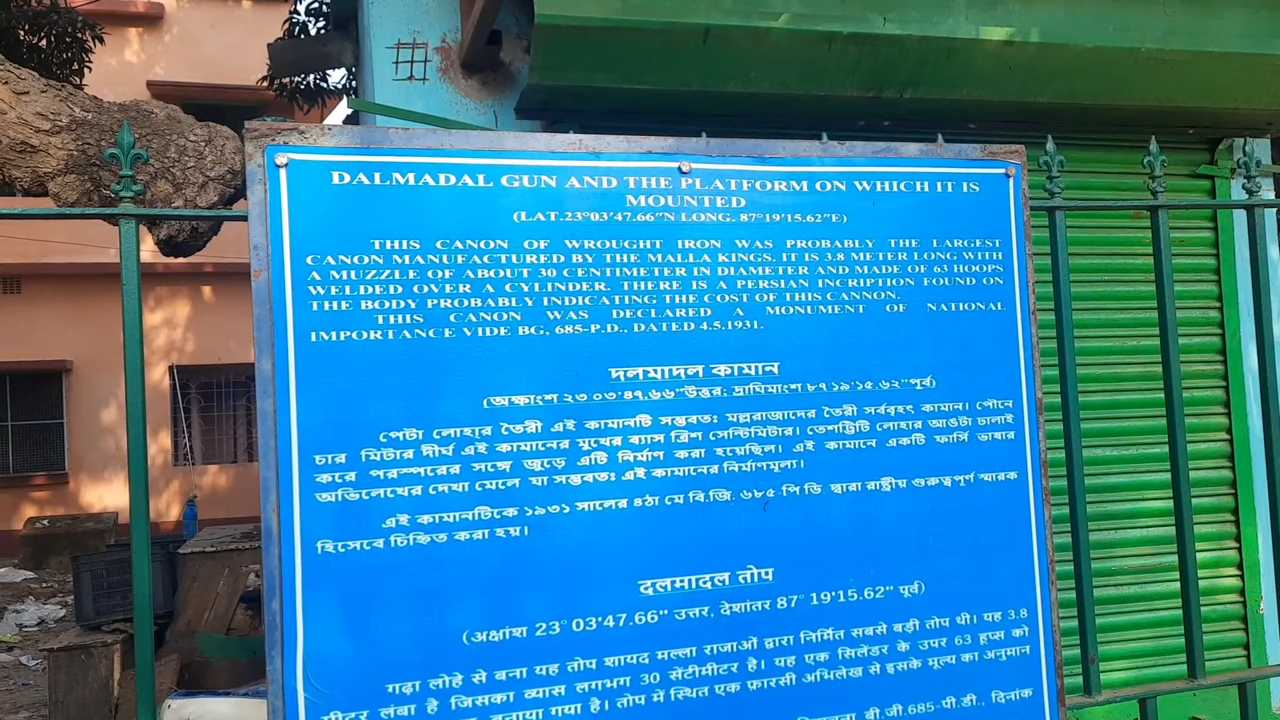 DALMADAL GUN AND THE PLATFORM ON WHICH IT IS
MOUNTED
(LAT.23°03'47.66"N LONG. 87°19'15.62"E)
THIS CANON OF WROUGHT IRON WAS PROBABLY THE LARGEST
CANON MANUFACTURED BY THE MALLA KINGS. IT IS 3.8 METER LONG WITH
A MUZZLE OF ABOUT 30 CENTIMETER IN DIAMETER AND MADE OF 63 HOOPS
WELDED OVER A CYLINDER. THERE IS A PERSIAN INCRIPTION FOUND ON
THE BODY PROBABLY INDICATING THE COST OF THIS CANNON.
THIS CANON WAS DECLARED A MONUMENT OF NATIONAL
IMPORTANCE VIDE BG, 685-P.D., DATED 4.5.1931.
দলমাদল কামান
(অক্ষাংশ ২৩ ০৩'৪৭.৬৬"উত্তর; দ্রাঘিমাংশ ৮৭ ১৯'১৫.৬২"পূর্ব)
পেটা লোহার তৈরী এই কামানটি সম্ভবতঃ মল্লরাজাদের তৈরী সর্ববৃহৎ কামান। পৌনে
চার মিটার দীর্ঘ এই কামানের মুখের ব্যাস ত্রিশ সেন্টিমিটার। তেশট্টিটি লোহার আঙটা ঢালাই
করে পরস্পরের সঙ্গে জুড়ে এটি নির্মাণ করা হয়েছিল। এই কামানে একটি ফার্সি ভাষার
অভিলেখের দেখা মেলে যা সম্ভবতঃ এই কামানের নির্মাণমূল্য।
এই কামানটিকে ১৯৩১ সালের ৪ঠা মে বি.জি. ৬৮৫ পি ডি দ্বারা রাষ্ট্রীয় গুরুত্বপূর্ণ স্মারক
হিসেবে চিহ্নিত করা হয়।
दलमादल तोप
(अक्षांश 23° 03'47.66" उत्तर, देशांतर 87° 19'15.62" पूर्व)
गढ़ा लोहे से बना यह तोप शायद मल्ला राजाओं द्वारा निर्मित सबसे बड़ी तोप थी। यह 3.8
मीटर लंबा है जिसका व्यास लगभग 30 सेंटीमीटर है। यह एक सिलेंडर के उपर 63 हूप्स को
बनाया गया है। तोप में स्थित एक फ़ारसी अभिलेख से इसके मूल्य का अनुमान
बी.जी.685-पी.डी., दिनांक